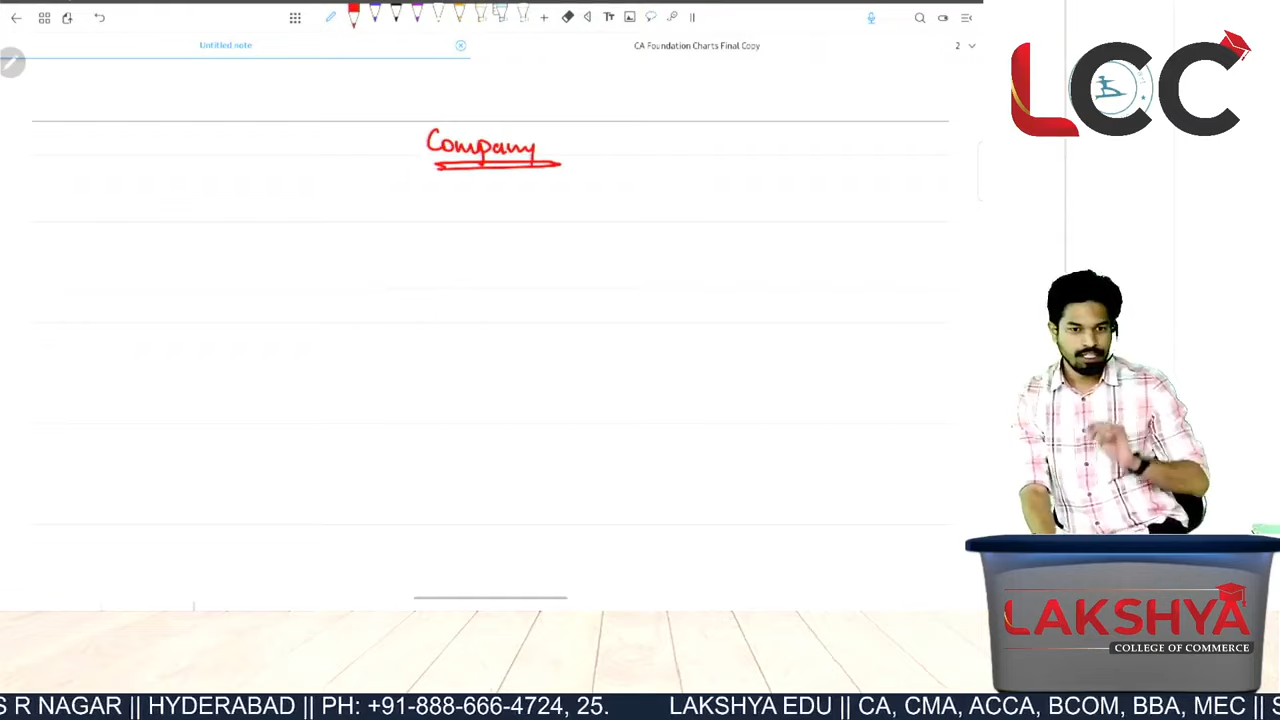 Untitled note
CA Foundation Charts Final Copy
2
Tт
LCC
Company
LAKSHYA
COLLEGE OF COMMERCE
S R NAGAR || HYDERABAD || PH: +91-888-666-4724, 25.
LAKSHYA EDU || CA, CMA, ACCA, BCOM, BBA, MEC || S